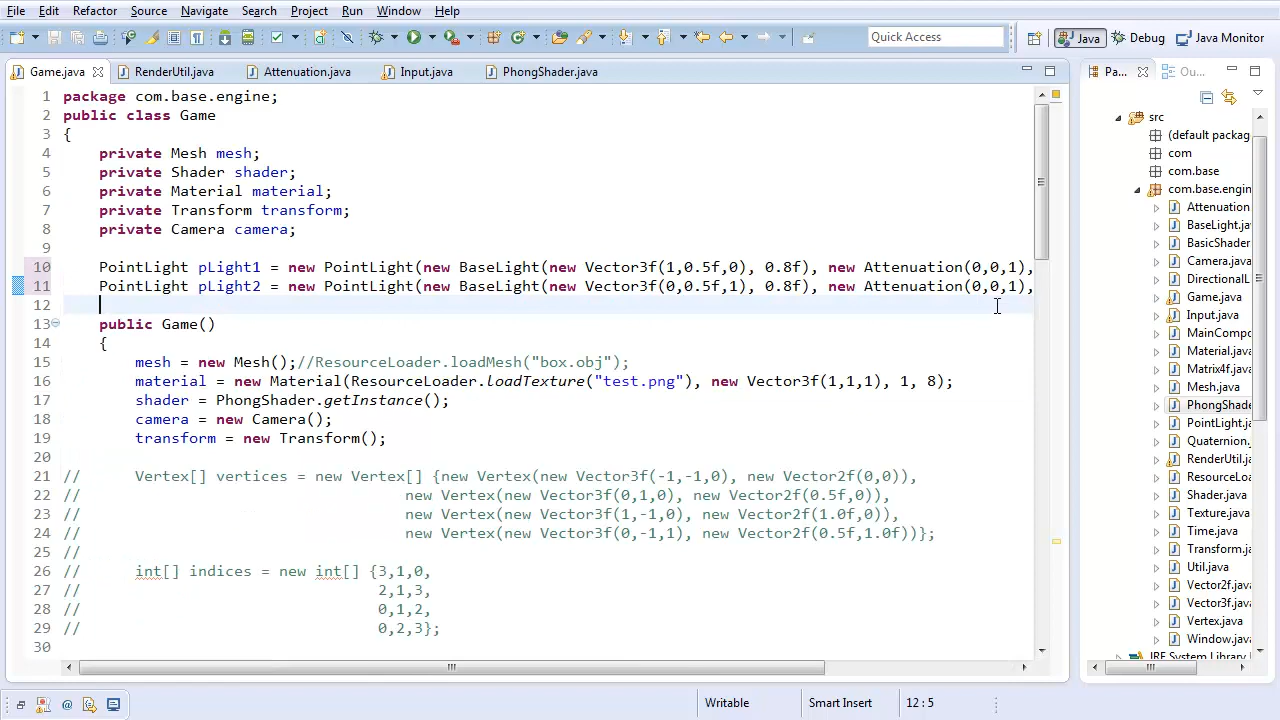 File Edit Refactor Source Navigate Search Project Run Window Help
Quick Access
Java Debug Java Monitor
Game.java RenderUtil.java Attenuation.java Input.java PhongShader.java Pa... Ou...
1 package com.base.engine;
2 public class Game
3 {
4 private Mesh mesh;
5 private Shader shader;
6 private Material material;
7 private Transform transform;
8 private Camera camera;
9
10 PointLight pLight1 = new PointLight(new BaseLight(new Vector3f(1,0.5f,0), 0.8f), new Attenuation(0,0,1),
11 PointLight pLight2 = new PointLight(new BaseLight(new Vector3f(0,0.5f,1), 0.8f), new Attenuation(0,0,1),
12
13 public Game()
14 {
15 mesh = new Mesh();//ResourceLoader.loadMesh("box.obj");
16 material = new Material(ResourceLoader.loadTexture("test.png"), new Vector3f(1,1,1), 1, 8);
17 shader = PhongShader.getInstance();
18 camera = new Camera();
19 transform = new Transform();
20
21 // Vertex[] vertices = new Vertex[] {new Vertex(new Vector3f(-1,-1,0), new Vector2f(0,0)),
22 // new Vertex(new Vector3f(0,1,0), new Vector2f(0.5f,0)),
23 // new Vertex(new Vector3f(1,-1,0), new Vector2f(1.0f,0)),
24 // new Vertex(new Vector3f(0,-1,1), new Vector2f(0.5f,1.0f))};
25 //
26 // int[] indices = new int[] {3,1,0,
27 // 2,1,3,
28 // 0,1,2,
29 // 0,2,3};
30
src
(default packag
com
com.base
com.base.engin
Attenuation
BaseLight.ja
BasicShader
Camera.java
DirectionalL
Game.java
Input.java
MainCompo
Material.java
Matrix4f.java
Mesh.java
PhongShade
PointLight.ja
Quaternion.
RenderUtil.j
ResourceLo
Shader.java
Texture.java
Time.java
Transform.ja
Util.java
Vector2f.java
Vector3f.java
Vertex.java
Window.java
JRE System Library
Writable Smart Insert 12 : 5